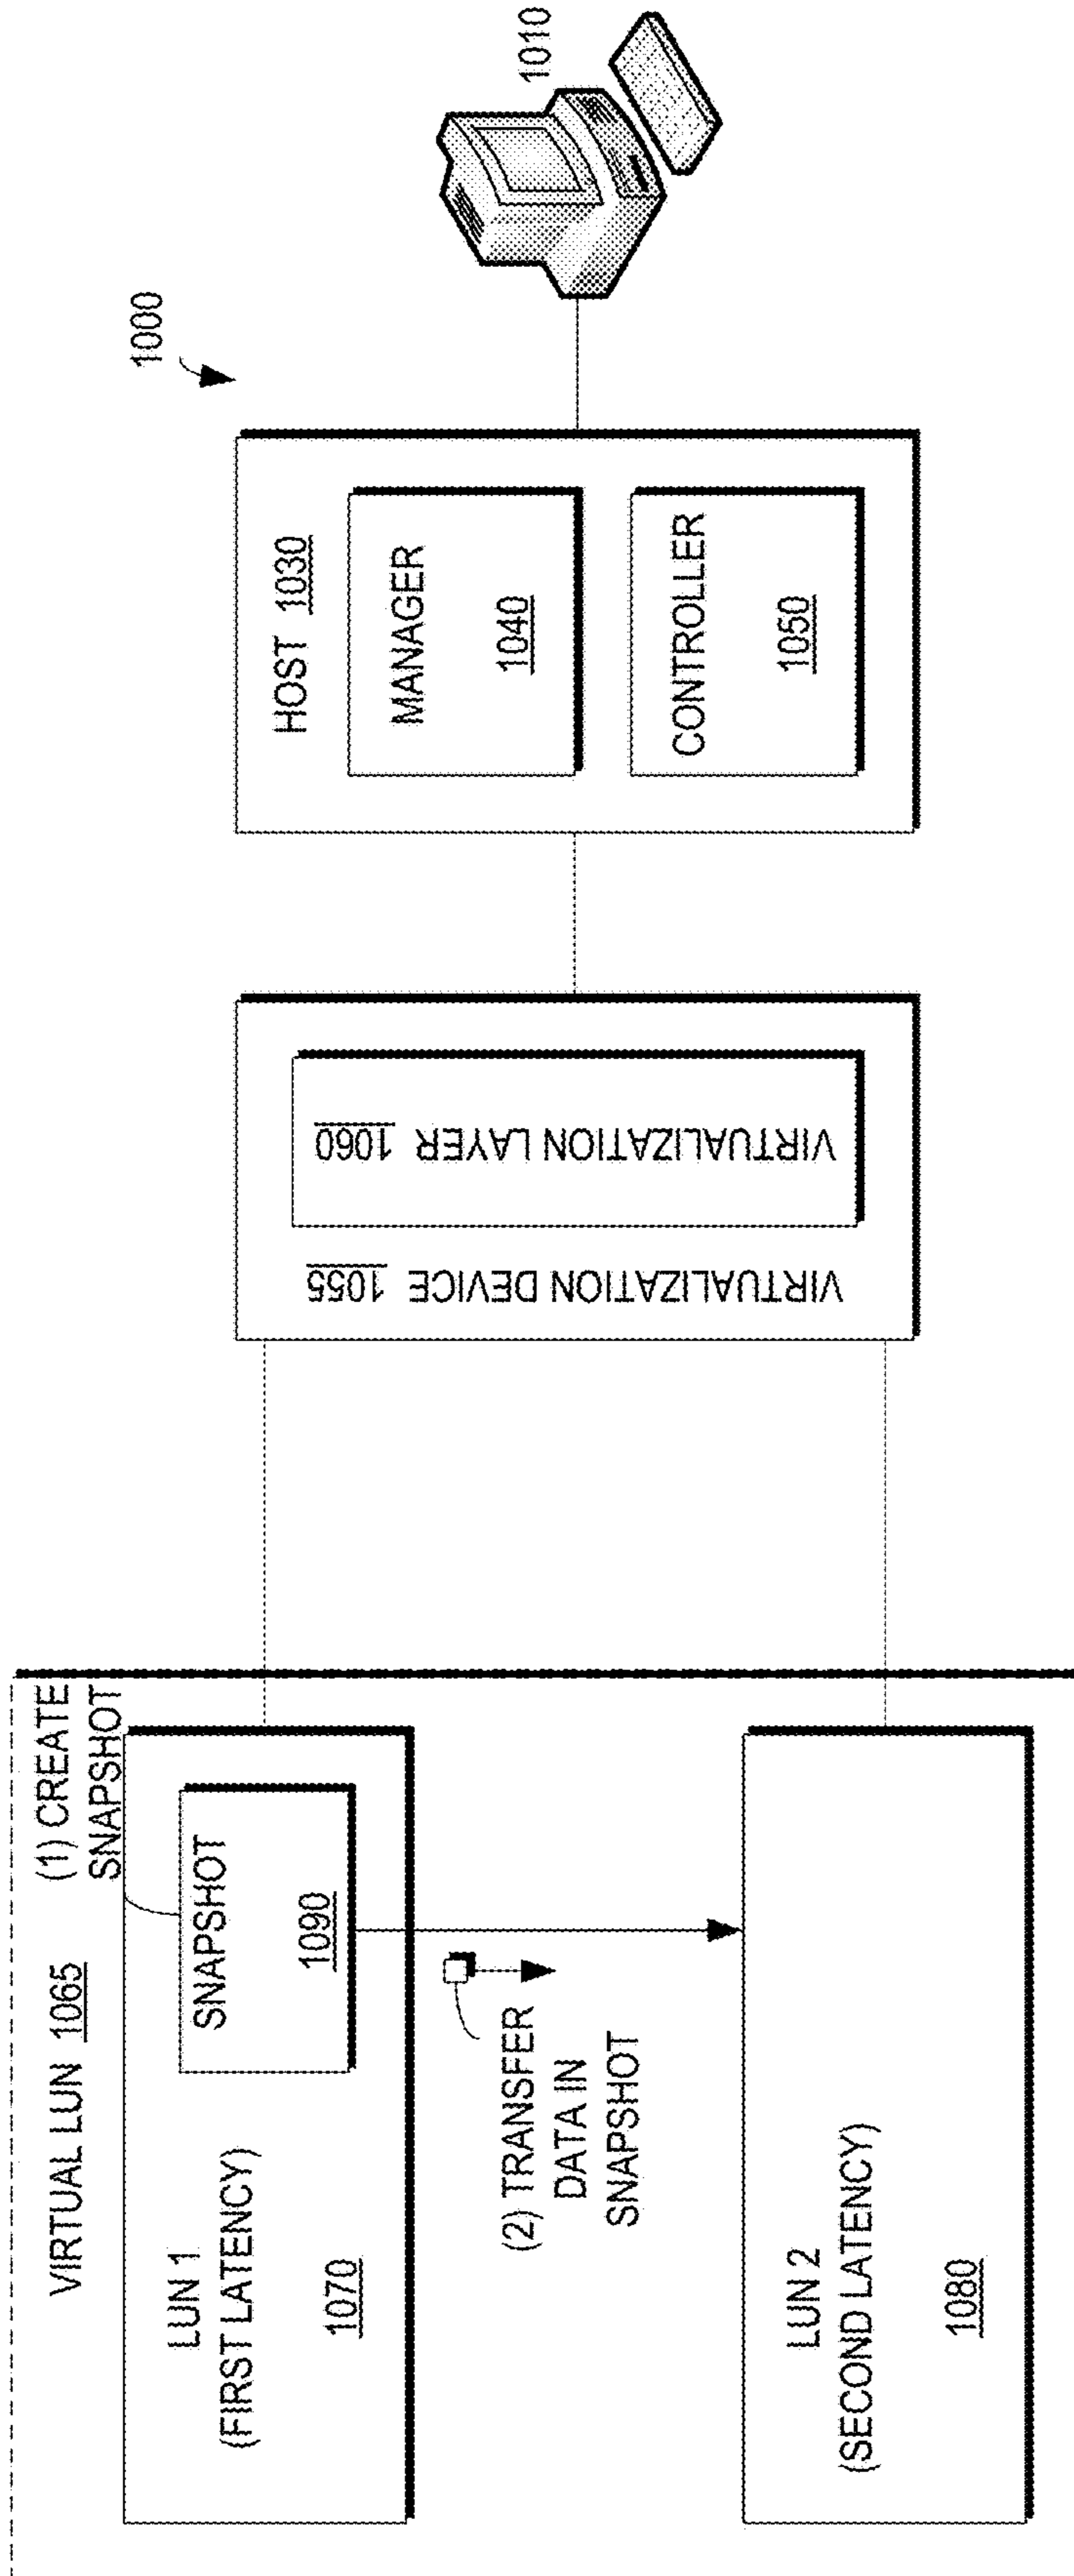 1010
1000
HOST 1030
MANAGER
1040
CONTROLLER
1050
VIRTUALIZATION LAYER 1060
VIRTUALIZATION DEVICE 1055
VIRTUAL LUN 1065
(1) CREATE
SNAPSHOT
LUN 1
(FIRST LATENCY)
1070
SNAPSHOT
1090
(2) TRANSFER
DATA IN
SNAPSHOT
LUN 2
(SECOND LATENCY)
1080